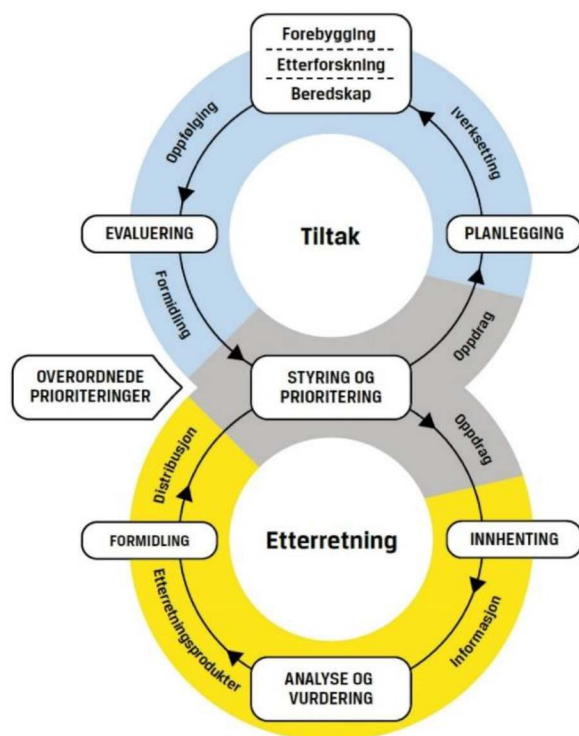 Forebygging
Etterforskning
Beredskap
Oppfølging
Iverksetting
EVALUERING
Tiltak
PLANLEGGING
Formidling
Oppdrag
OVERORDNEDE
PRIORITERINGER
STYRING OG
PRIORITERING
Distribusjon
Oppdrag
FORMIDLING
Etterretning
INNHENTING
Etterretningsprodukter
Informasjon
ANALYSE OG
VURDERING